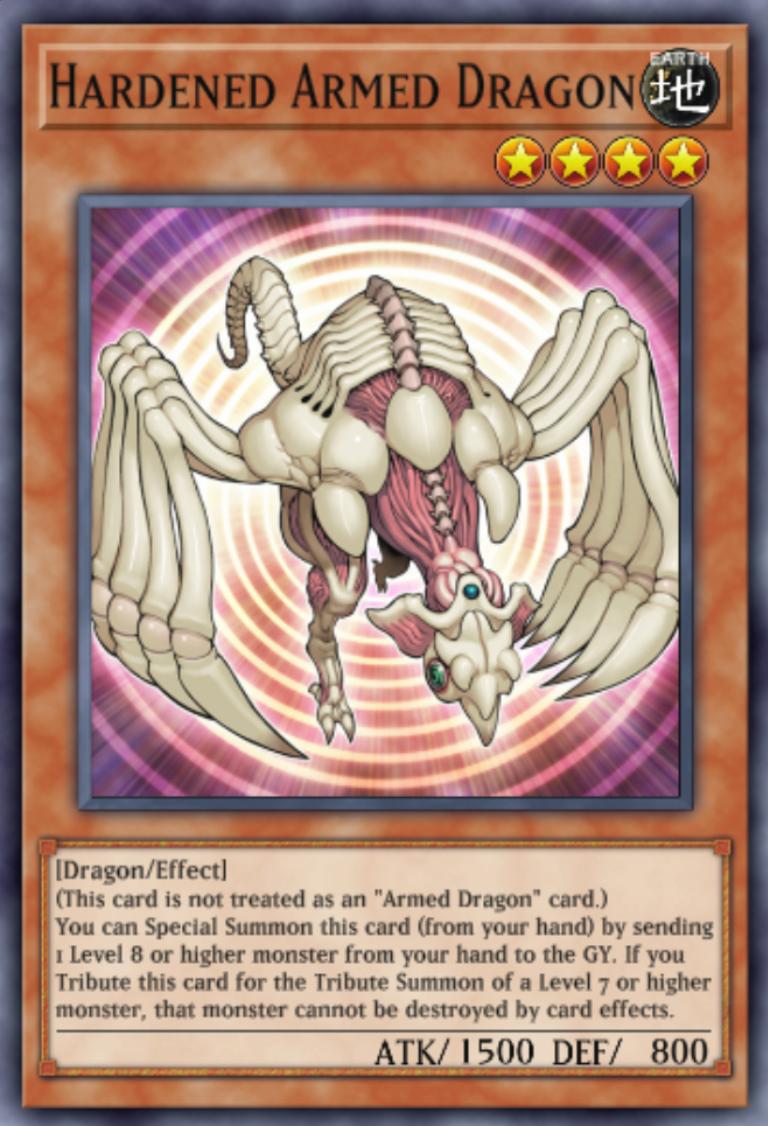 HARDENED ARMED DRAGON
EARTH
地
[Dragon/Effect]
(This card is not treated as an "Armed Dragon" card.)
You can Special Summon this card (from your hand) by sending
1 Level 8 or higher monster from your hand to the GY. If you
Tribute this card for the Tribute Summon of a Level 7 or higher
monster, that monster cannot be destroyed by card effects.
ATK/ 1500 DEF/ 800